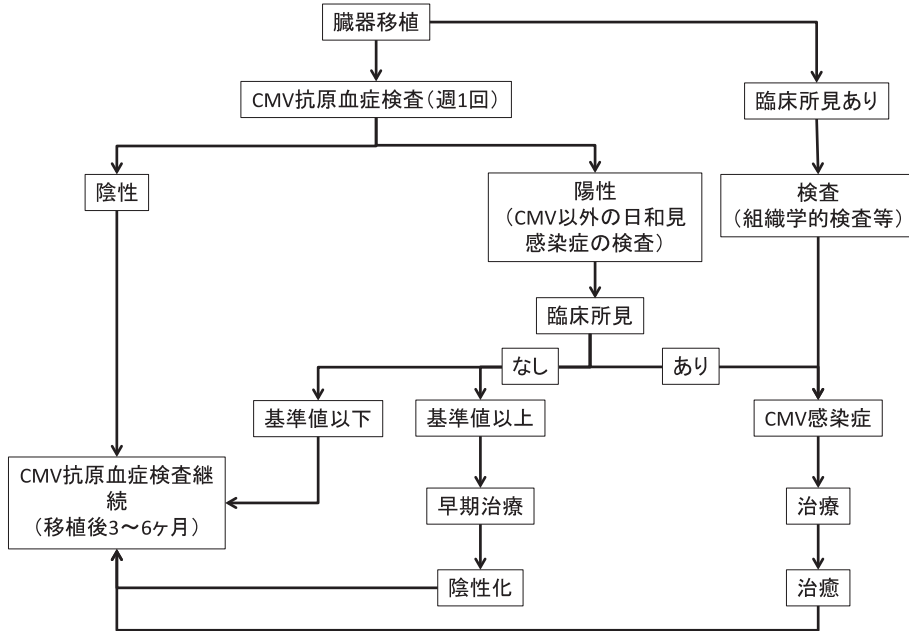 臓器移植
CMV抗原血症検査（週1回）
臨床所見あり
陰性
陽性
（CMV以外の日和見
感染症の検査）
検査
（組織学的検査等）
臨床所見
なし
あり
基準値以下
基準値以上
CMV感染症
CMV抗原血症検査継
続
（移植後3～6ヶ月）
早期治療
治療
陰性化
治癒